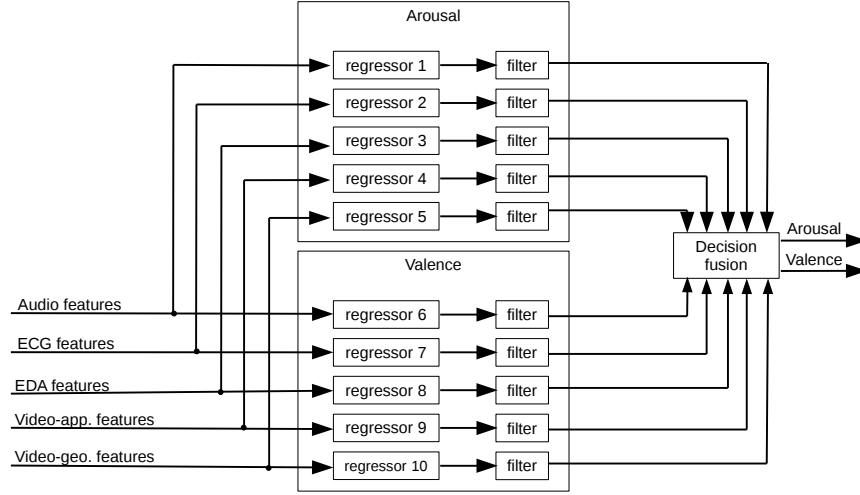 Arousal
regressor 1 filter
regressor 2 filter
regressor 3 filter
regressor 4 filter
regressor 5 filter
Decision
fusion
Arousal
Valence
Valence
Audio features
regressor 6 filter
ECG features
regressor 7 filter
EDA features
regressor 8 filter
Video-app. features
regressor 9 filter
Video-geo. features
regressor 10 filter